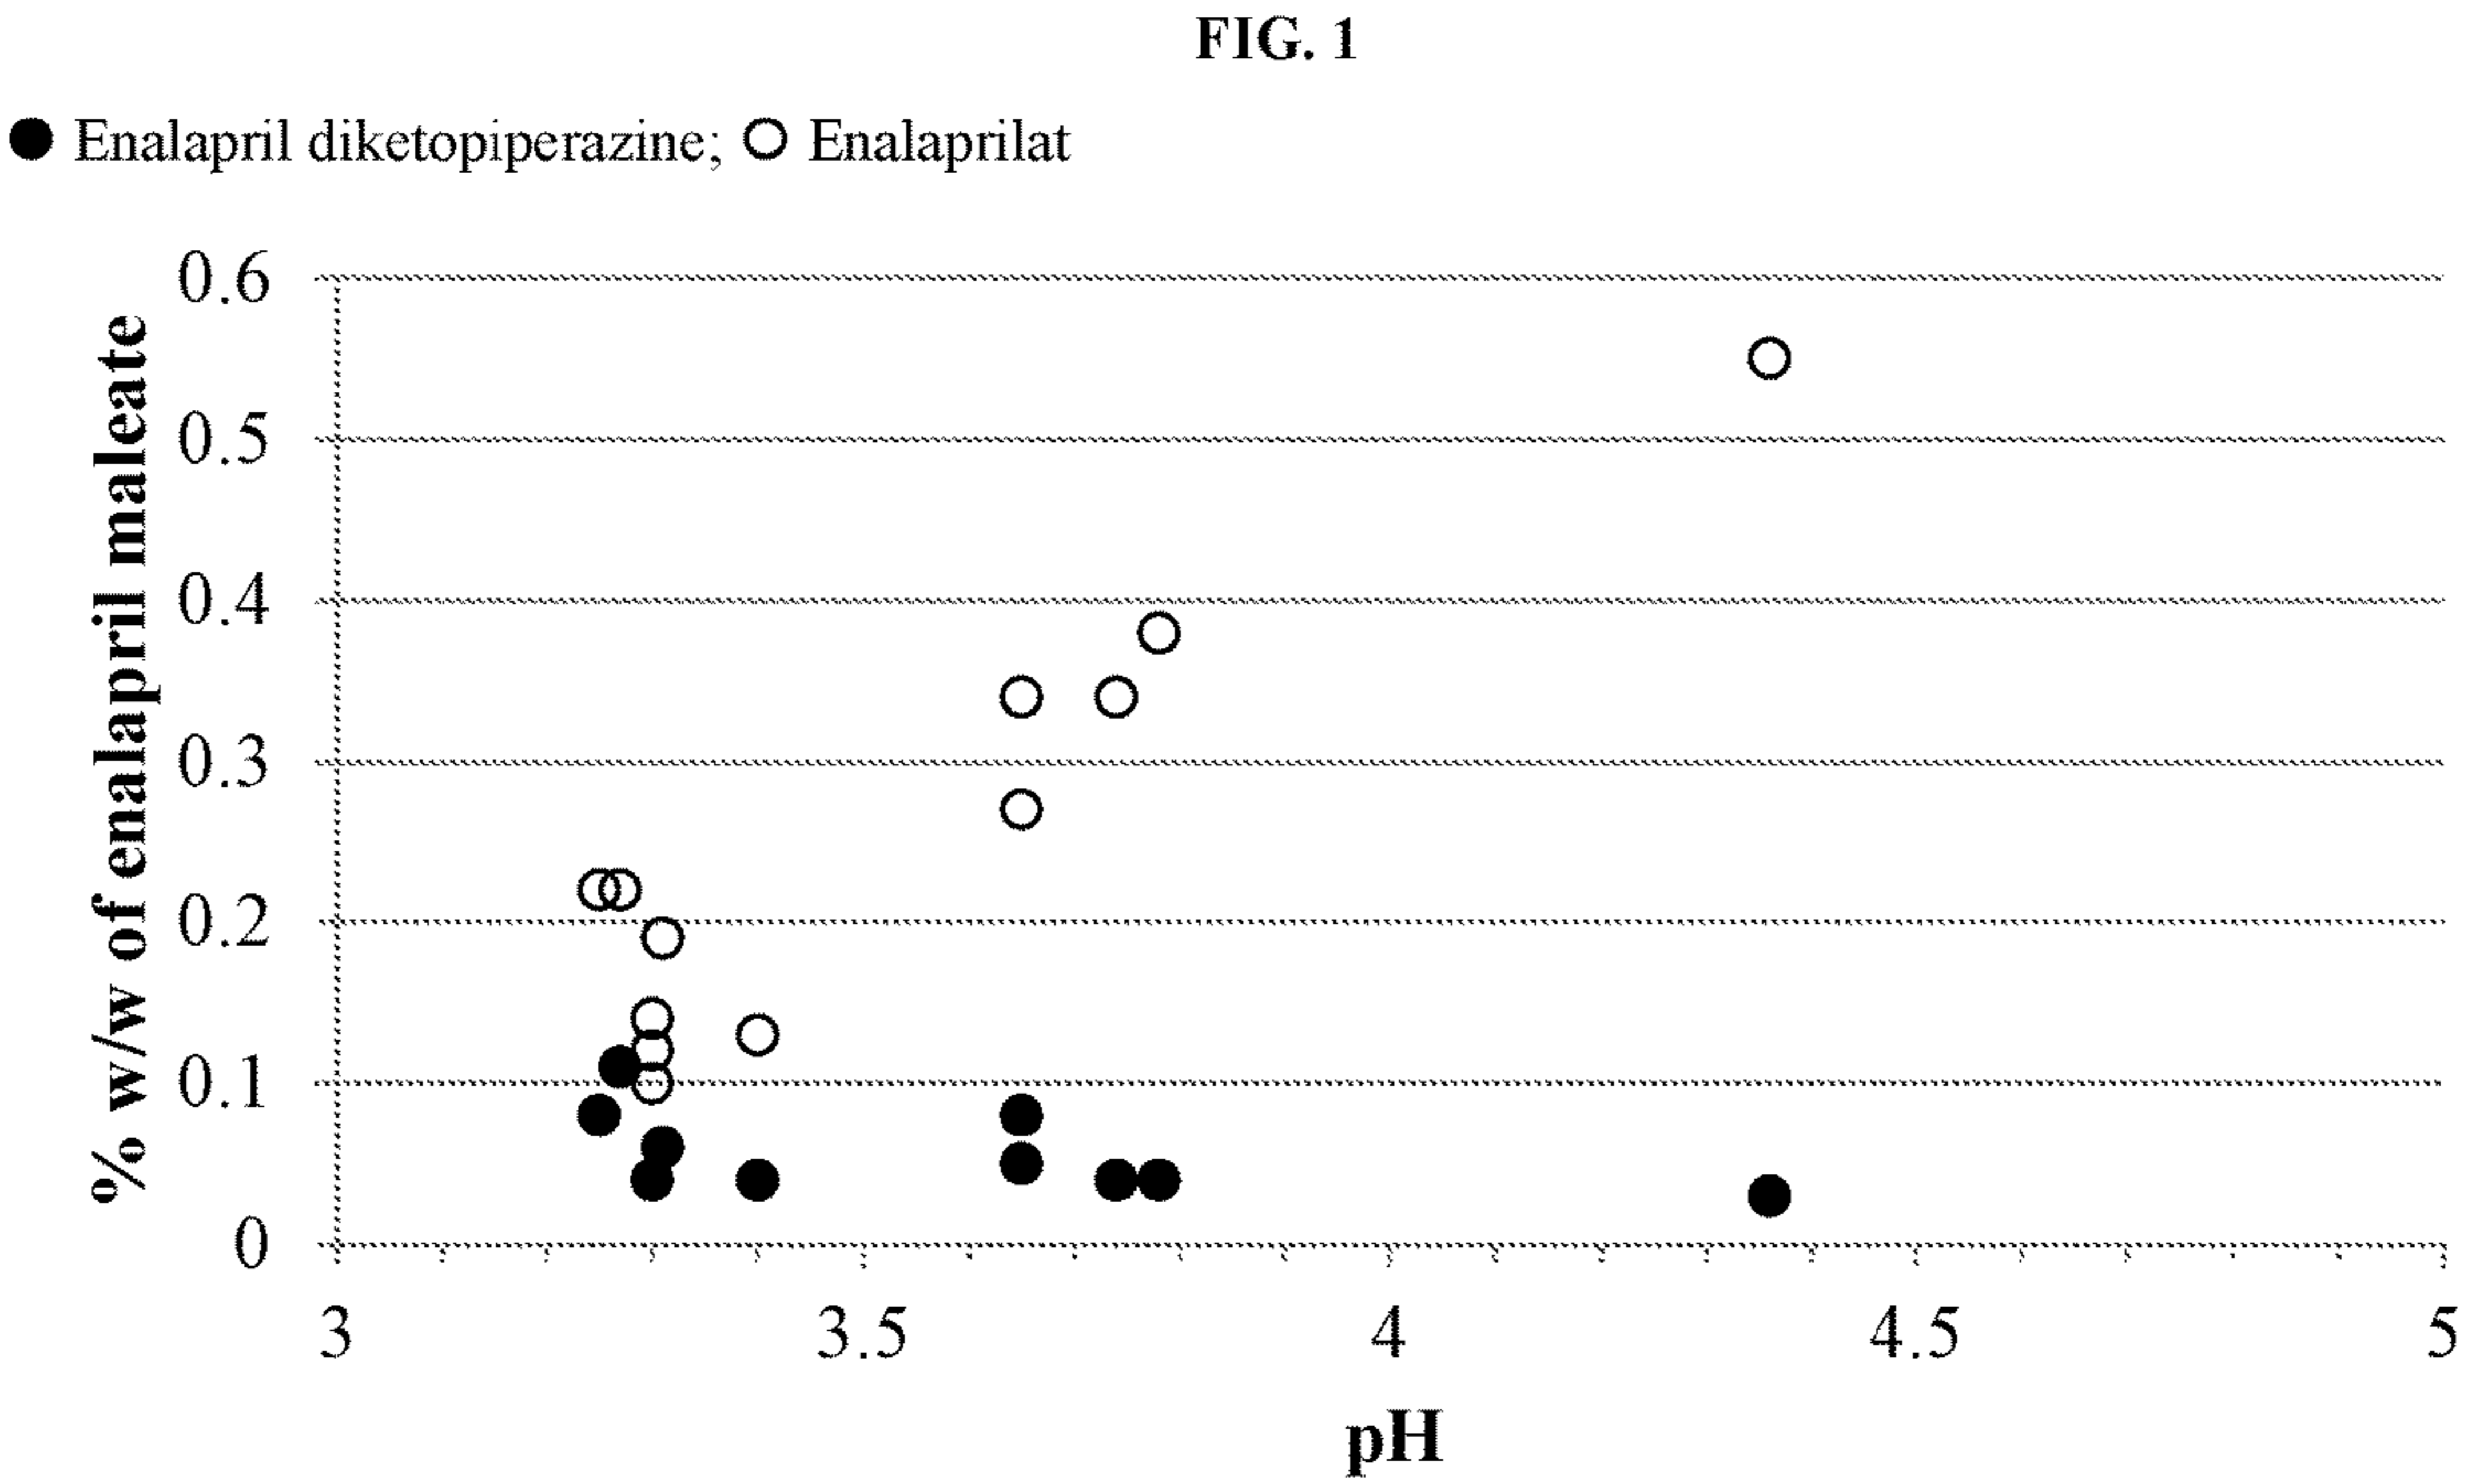 FIG. 1
Enalapril diketopiperazine; Enalaprilat
% w/w of enalapril maleate
0.6
0.5
0.4
0.3
0.2
0.1
0
3 3.5 4 4.5 5
pH